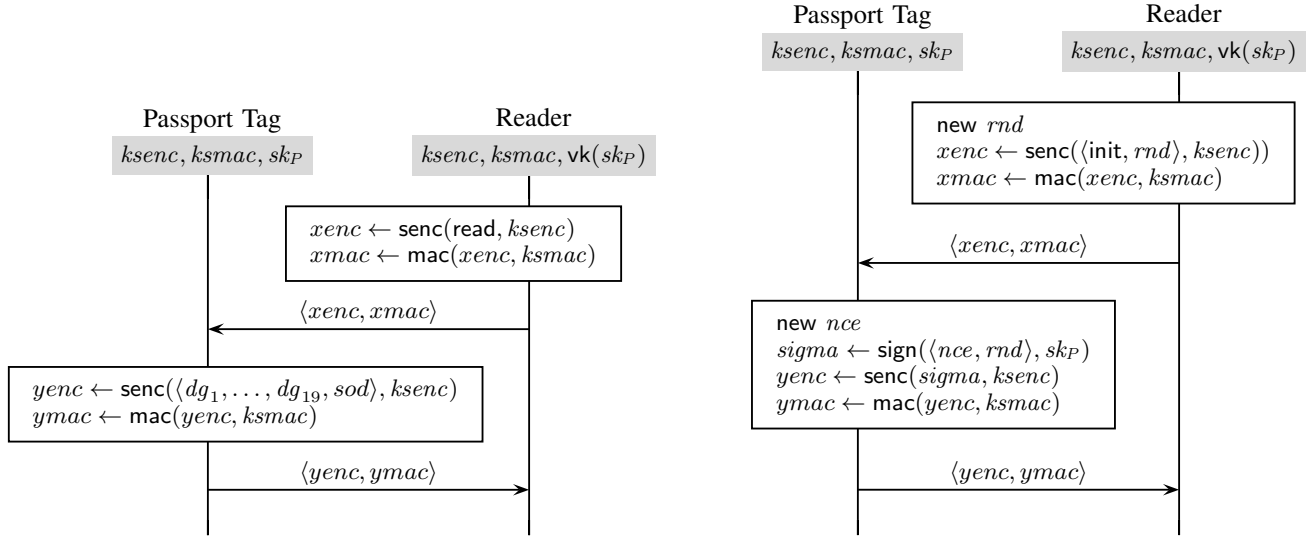 Passport Tag
Reader
ksenc, ksmac, sk_P
ksenc, ksmac, vk(sk_P)
xenc ← senc(read, ksenc)
xmac ← mac(xenc, ksmac)
⟨xenc, xmac⟩
yenc ← senc(⟨dg_1, . . . , dg_19, sod⟩, ksenc)
ymac ← mac(yenc, ksmac)
⟨yenc, ymac⟩
Passport Tag
Reader
ksenc, ksmac, sk_P
ksenc, ksmac, vk(sk_P)
new rnd
xenc ← senc(⟨init, rnd⟩, ksenc))
xmac ← mac(xenc, ksmac)
⟨xenc, xmac⟩
new nce
sigma ← sign(⟨nce, rnd⟩, sk_P)
yenc ← senc(sigma, ksenc)
ymac ← mac(yenc, ksmac)
⟨yenc, ymac⟩